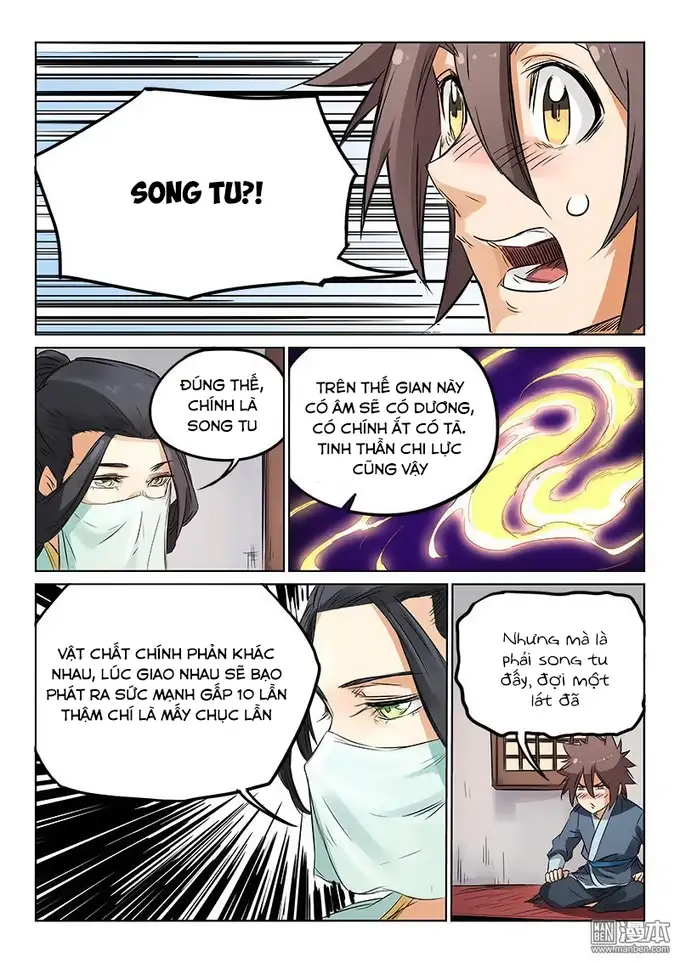 SONG TU?!
ĐÚNG THẾ,
CHÍNH LÀ
SONG TU
TRÊN THẾ GIAN NÀY
CÓ ÂM SẼ CÓ DƯƠNG,
CÓ CHÍNH ẮT CÓ TÀ.
TINH THẦN CHI LỰC
CŨNG VẬY
VẬT CHẤT CHÍNH PHẢN KHÁC
NHAU, LÚC GIAO NHAU SẼ BẠO
PHÁT RA SỨC MẠNH GẤP 10 LẦN
THẬM CHÍ LÀ MẤY CHỤC LẦN
Nhưng mà là
phải song tu
đấy, đợi một
lát đã
MAN
BEN 漫本
www.manben.com